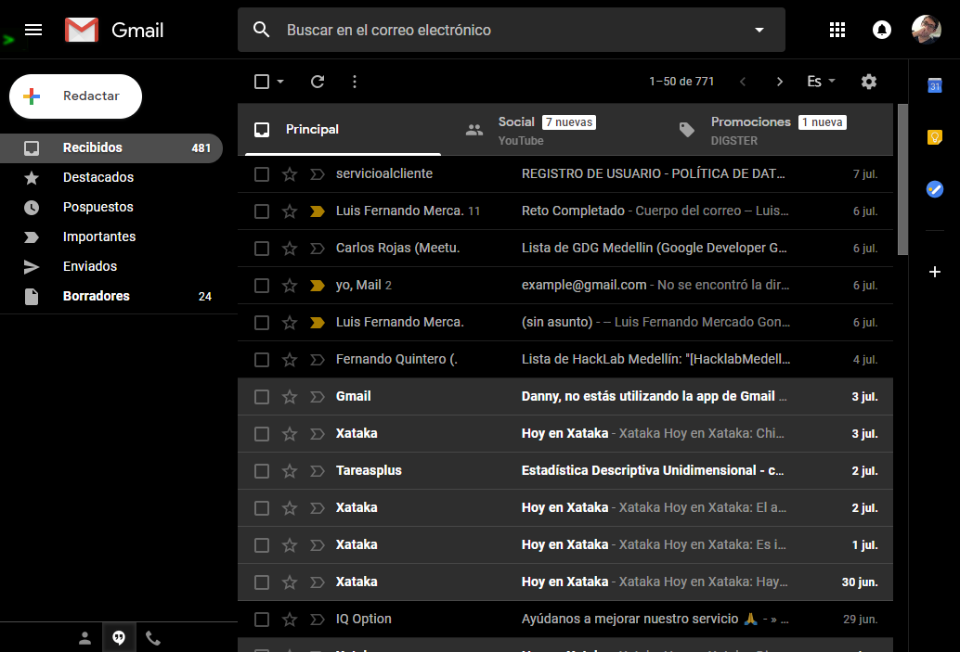 Gmail
Buscar en el correo electrónico
Redactar
1–50 de 771
Es
31
Recibidos 481
Destacados
Pospuestos
Importantes
Enviados
Borradores 24
Principal
Social 7 nuevas
YouTube
Promociones 1 nueva
DIGSTER
servicioalcliente REGISTRO DE USUARIO - POLÍTICA DE DAT… 7 jul.
Luis Fernando Merca. 11 Reto Completado - Cuerpo del correo -- Luis… 6 jul.
Carlos Rojas (Meetu. Lista de GDG Medellin (Google Developer G… 6 jul.
yo, Mail 2 example@gmail.com - No se encontró la dir… 6 jul.
Luis Fernando Merca. (sin asunto) - -- Luis Fernando Mercado Gon… 6 jul.
Fernando Quintero (. Lista de HackLab Medellín: "[HacklabMedell… 4 jul.
Gmail Danny, no estás utilizando la app de Gmail … 3 jul.
Xataka Hoy en Xataka - Xataka Hoy en Xataka: Chi… 3 jul.
Tareasplus Estadística Descriptiva Unidimensional - c… 2 jul.
Xataka Hoy en Xataka - Xataka Hoy en Xataka: El a… 2 jul.
Xataka Hoy en Xataka - Xataka Hoy en Xataka: Es i… 1 jul.
Xataka Hoy en Xataka - Xataka Hoy en Xataka: Hay… 30 jun.
IQ Option Ayúdanos a mejorar nuestro servicio 🙏 - » … 29 jun.